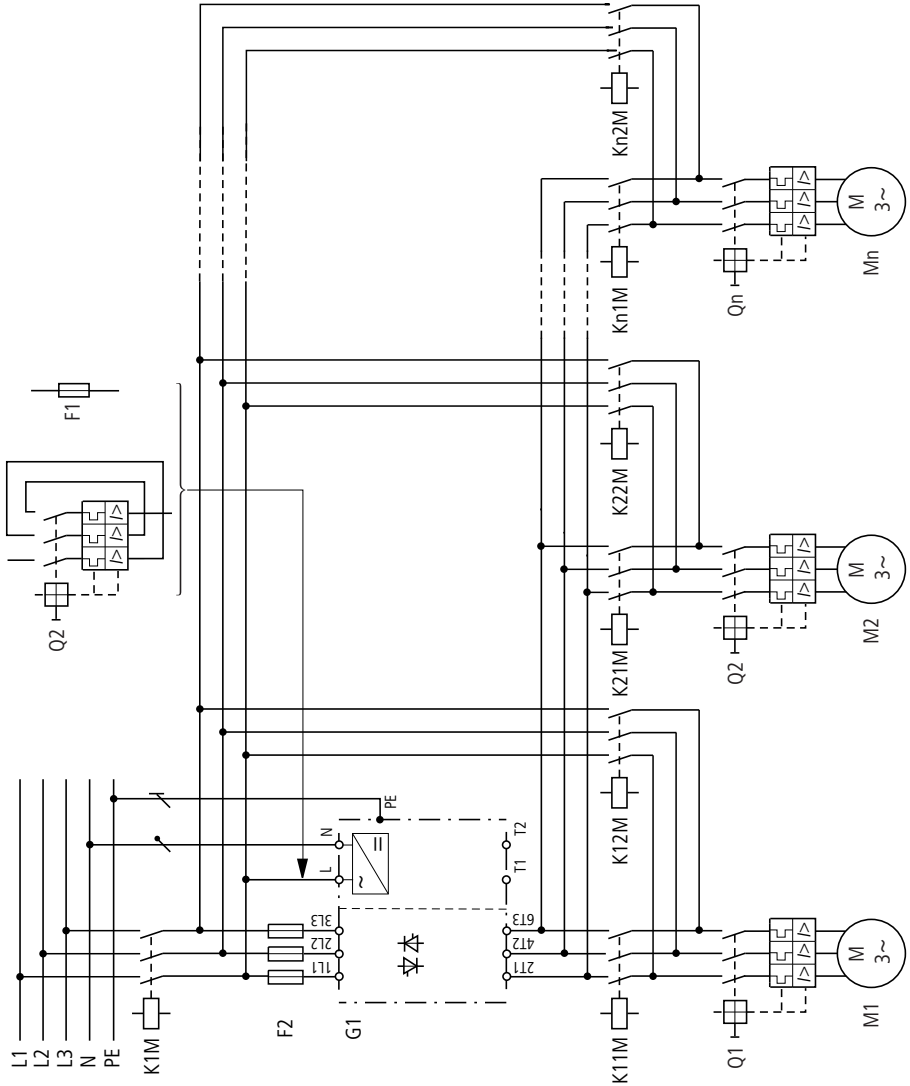 L1
L2
L3
N
PE
K1M
F2
G1
Q2
I> I> I>
F1
1L1
2L2
3L3
L
N
PE
~
=
2T1
4T2
6T3
T1
T2
K11M
K12M
K21M
K22M
Kn1M
Kn2M
Q1
I> I> I>
M
3~
M1
Q2
I> I> I>
M
3~
M2
Qn
I> I> I>
M
3~
Mn